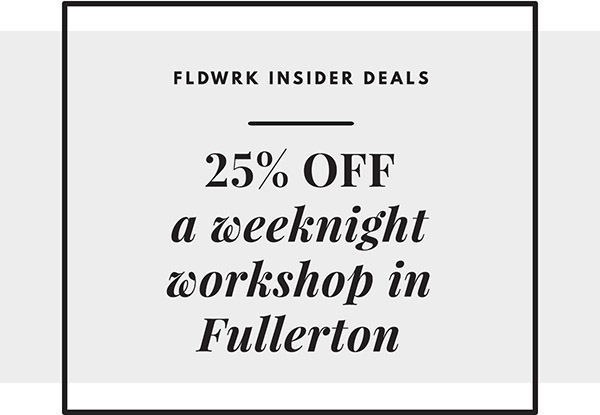 FLDWRK INSIDER DEALS
25% OFF
a weeknight
workshop in
Fullerton